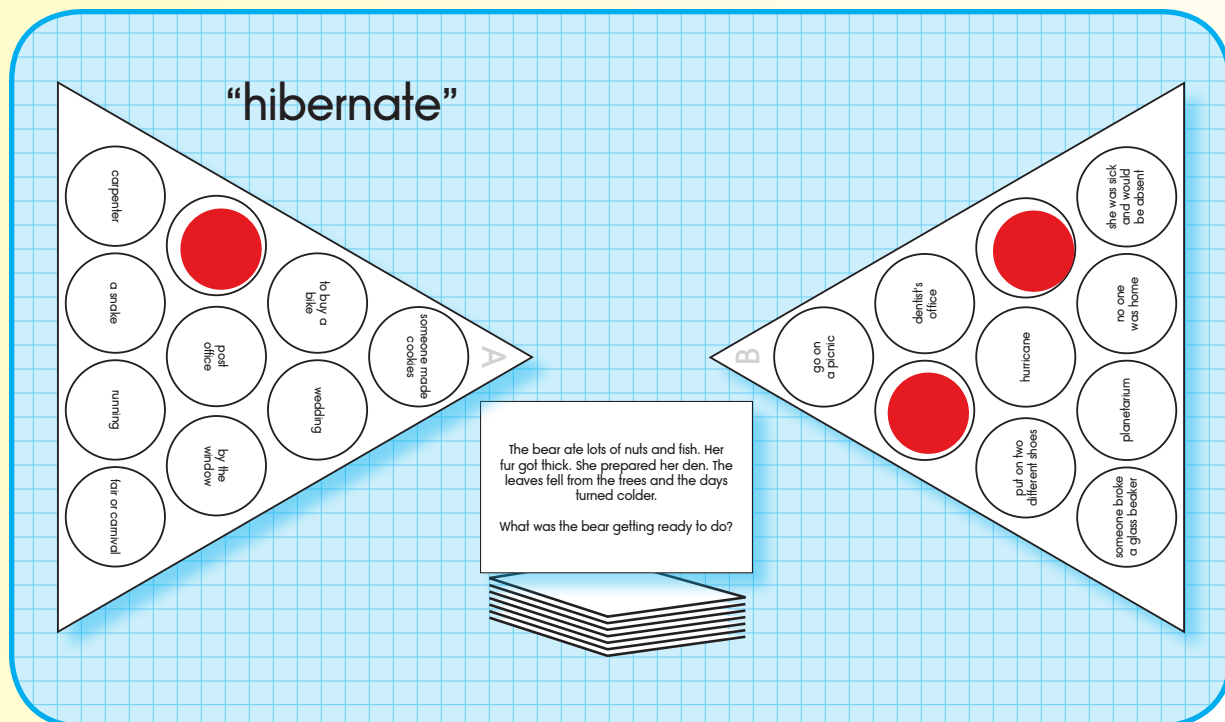 “hibernate”
carpenter
a snake
running
fair or carnival
post
office
by the
window
to buy a
bike
wedding
someone made
cookies
A
The bear ate lots of nuts and fish. Her
fur got thick. She prepared her den. The
leaves fell from the trees and the days
turned colder.
What was the bear getting ready to do?
B
go on
a picnic
dentist's
office
hurricane
put on two
different shoes
she was sick
and would
be absent
no one
was home
planetarium
someone broke
a glass beaker